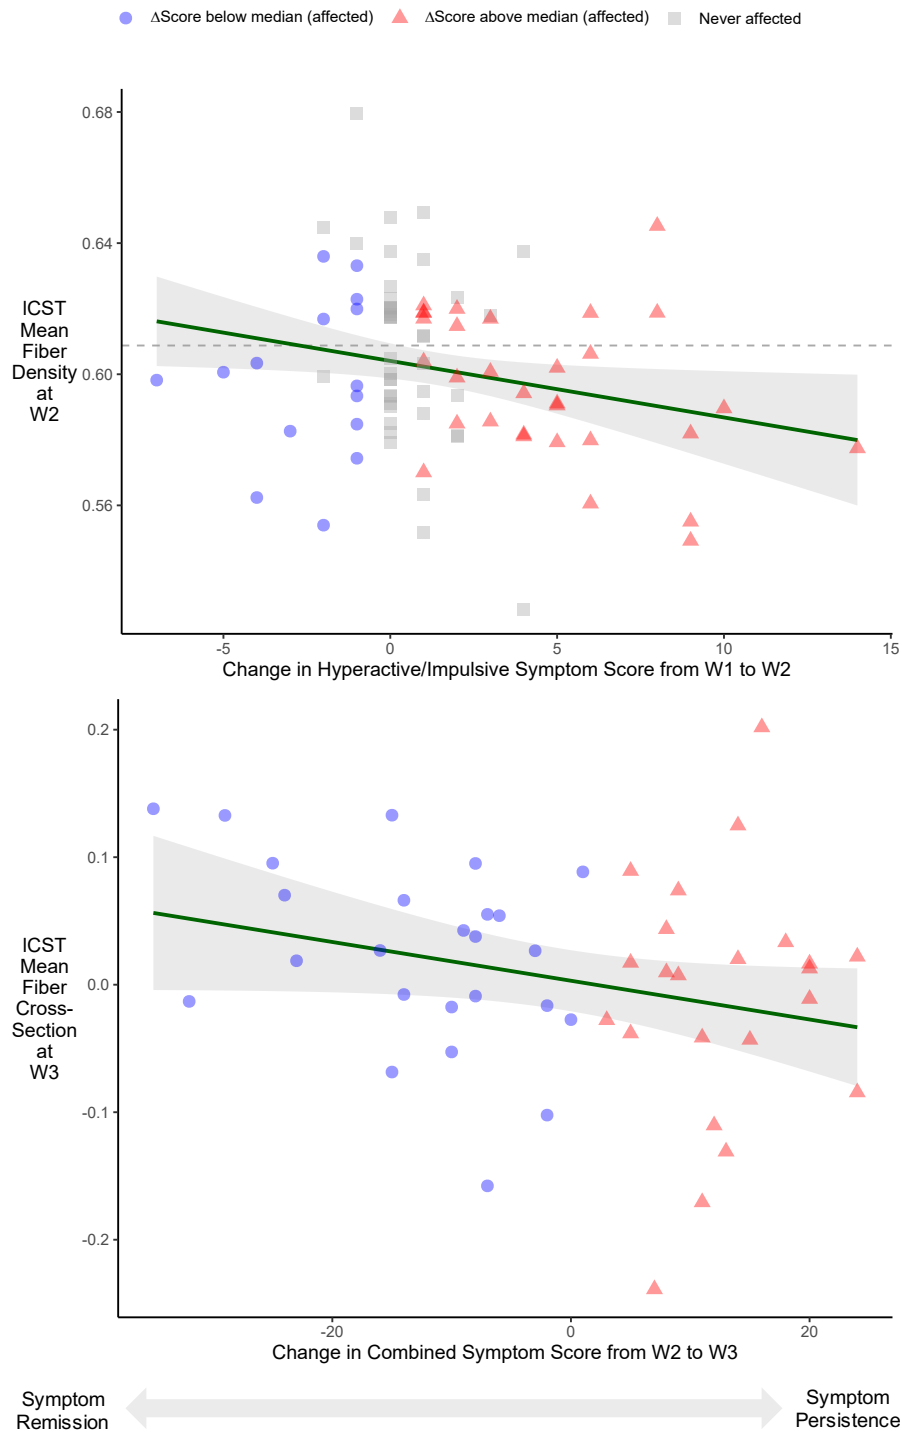 ΔScore below median (affected) ΔScore above median (affected) Never affected
0.68
0.64
0.60
0.56
ICST
Mean
Fiber
Density
at
W2
-5 0 5 10 15
Change in Hyperactive/Impulsive Symptom Score from W1 to W2
0.2
0.1
0.0
-0.1
-0.2
ICST
Mean
Fiber
Cross-
Section
at
W3
-20 0 20
Change in Combined Symptom Score from W2 to W3
Symptom
Remission
Symptom
Persistence